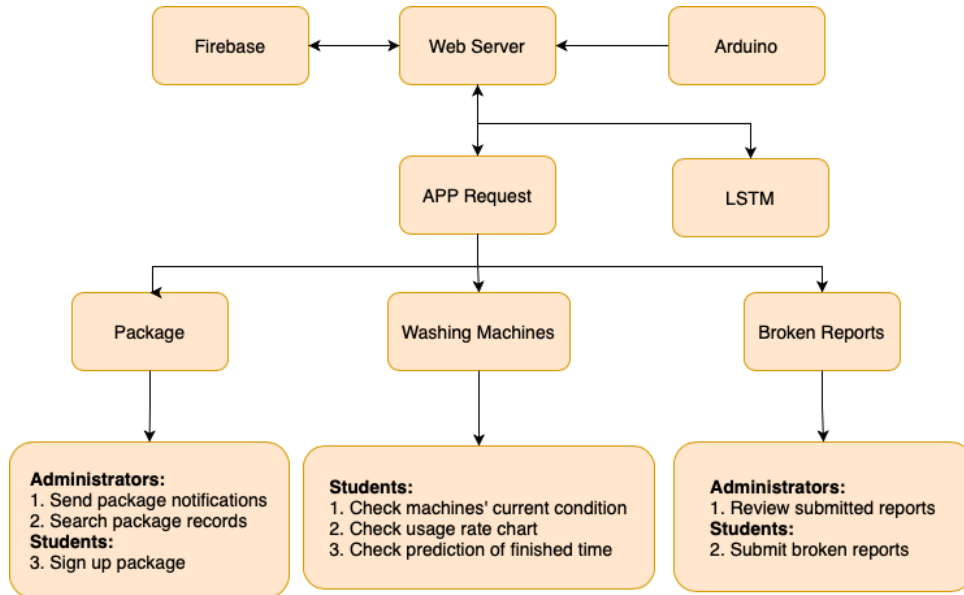 Firebase
Web Server
Arduino
APP Request
LSTM
Package
Washing Machines
Broken Reports
Administrators:
1. Send package notifications
2. Search package records
Students:
3. Sign up package
Students:
1. Check machines' current condition
2. Check usage rate chart
3. Check prediction of finished time
Administrators:
1. Review submitted reports
Students:
2. Submit broken reports